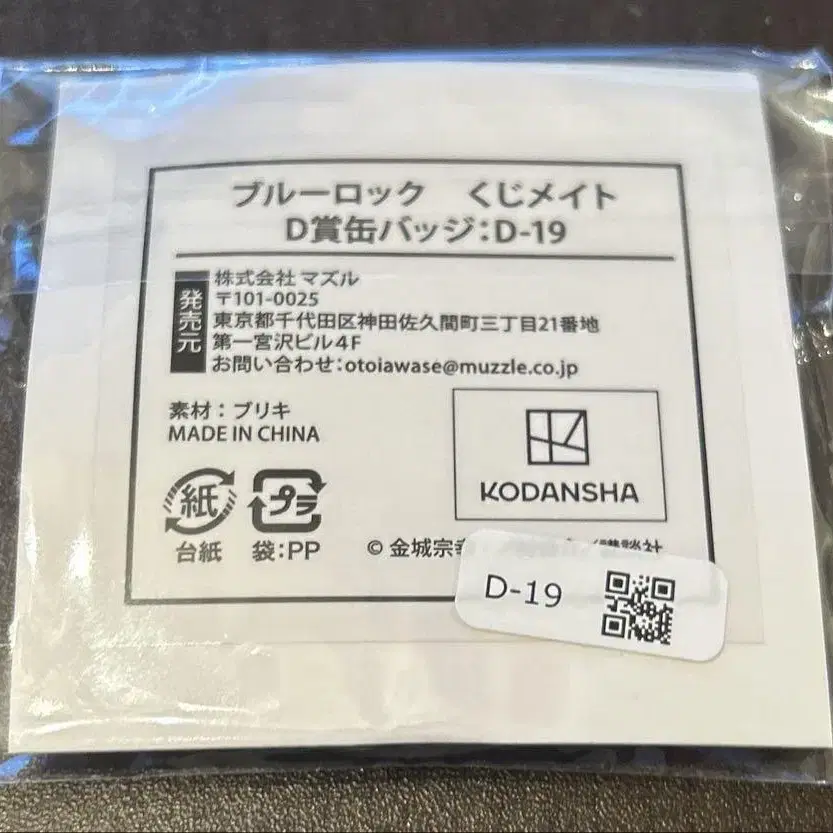 ブルーロック　くじメイト
D賞缶バッジ:D-19
発売元
株式会社 マズル
〒101-0025
東京都千代田区神田佐久間町三丁目21番地
第一宮沢ビル4F
お問い合わせ:otoiawase@muzzle.co.jp
素材：ブリキ
MADE IN CHINA
KODANSHA
紙
プラ
台紙
袋:PP
© 金城宗
講談社
D-19